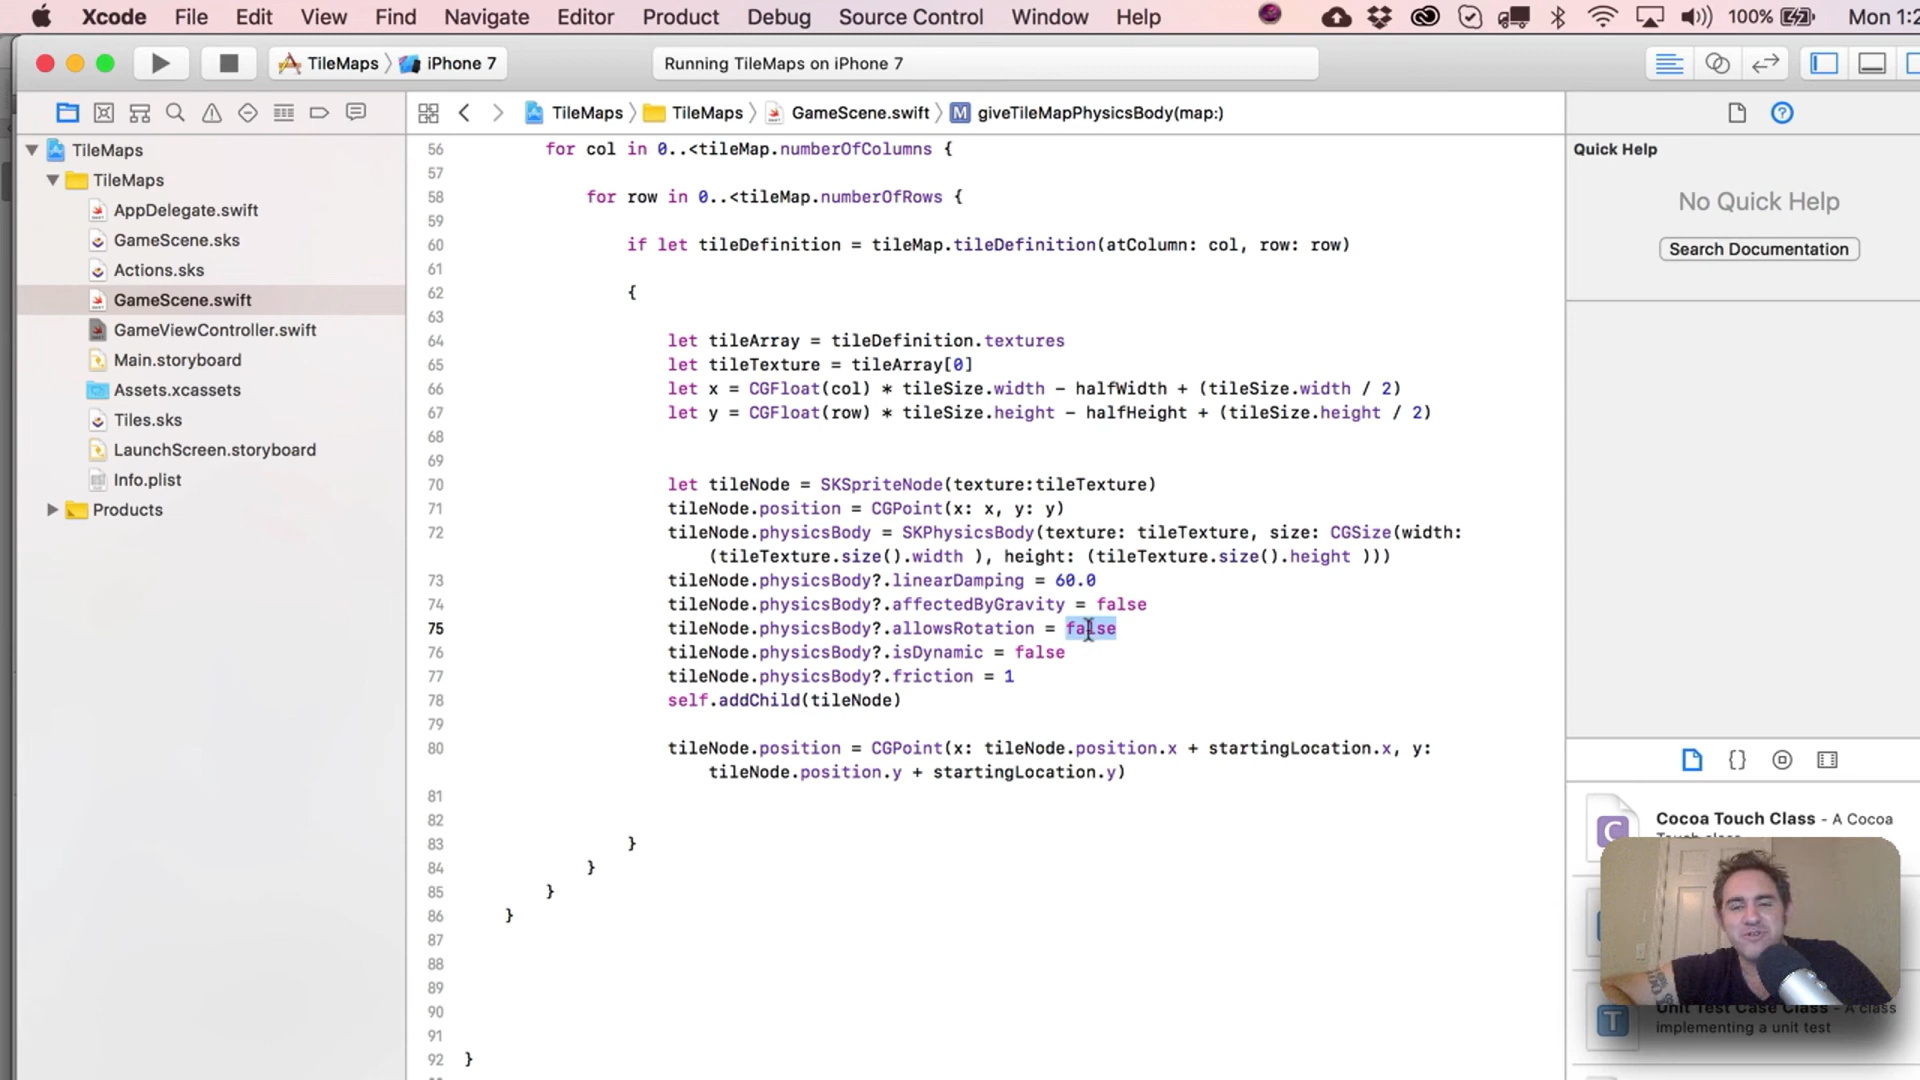 Xcode File Edit View Find Navigate Editor Product Debug Source Control Window Help 100% Mon 1:2
TileMaps iPhone 7 Running TileMaps on iPhone 7
TileMaps TileMaps GameScene.swift M giveTileMapPhysicsBody(map:)
TileMaps
TileMaps
AppDelegate.swift
GameScene.sks
Actions.sks
GameScene.swift
GameViewController.swift
Main.storyboard
Assets.xcassets
Tiles.sks
LaunchScreen.storyboard
Info.plist
Products
56 for col in 0..<tileMap.numberOfColumns {
57
58 for row in 0..<tileMap.numberOfRows {
59
60 if let tileDefinition = tileMap.tileDefinition(atColumn: col, row: row)
61
62 {
63
64 let tileArray = tileDefinition.textures
65 let tileTexture = tileArray[0]
66 let x = CGFloat(col) * tileSize.width - halfWidth + (tileSize.width / 2)
67 let y = CGFloat(row) * tileSize.height - halfHeight + (tileSize.height / 2)
68
69
70 let tileNode = SKSpriteNode(texture:tileTexture)
71 tileNode.position = CGPoint(x: x, y: y)
72 tileNode.physicsBody = SKPhysicsBody(texture: tileTexture, size: CGSize(width:
(tileTexture.size().width ), height: (tileTexture.size().height )))
73 tileNode.physicsBody?.linearDamping = 60.0
74 tileNode.physicsBody?.affectedByGravity = false
75 tileNode.physicsBody?.allowsRotation = false
76 tileNode.physicsBody?.isDynamic = false
77 tileNode.physicsBody?.friction = 1
78 self.addChild(tileNode)
79
80 tileNode.position = CGPoint(x: tileNode.position.x + startingLocation.x, y:
tileNode.position.y + startingLocation.y)
81
82
83 }
84 }
85 }
86 }
87
88
89
90
91
92 }
Quick Help
No Quick Help
Search Documentation
{}
C
Cocoa Touch Class - A Cocoa
Touch class
T
Unit Test Case Class - A class
implementing a unit test